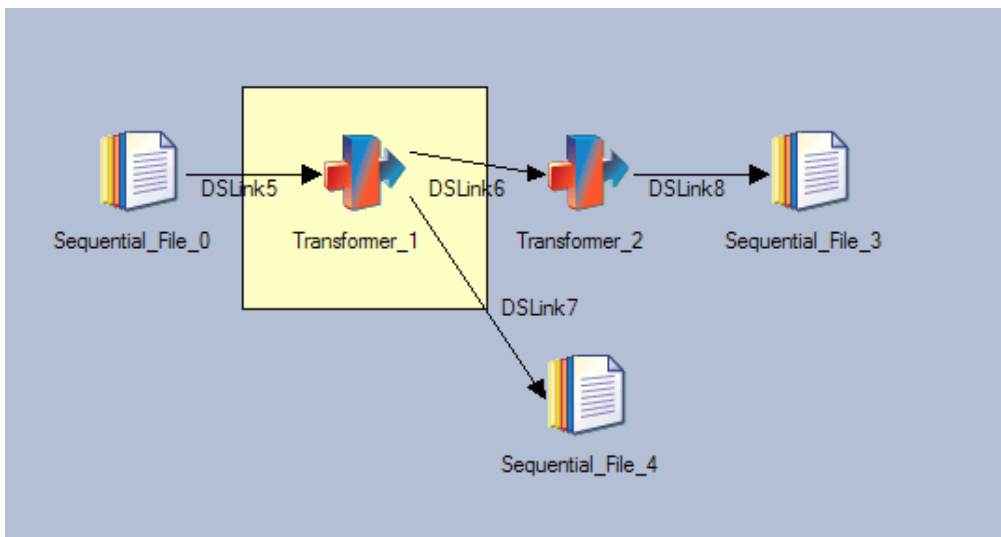 DSLink5
DSLink6
DSLink8
Sequential_File_0
Transformer_1
Transformer_2
Sequential_File_3
DSLink7
Sequential_File_4